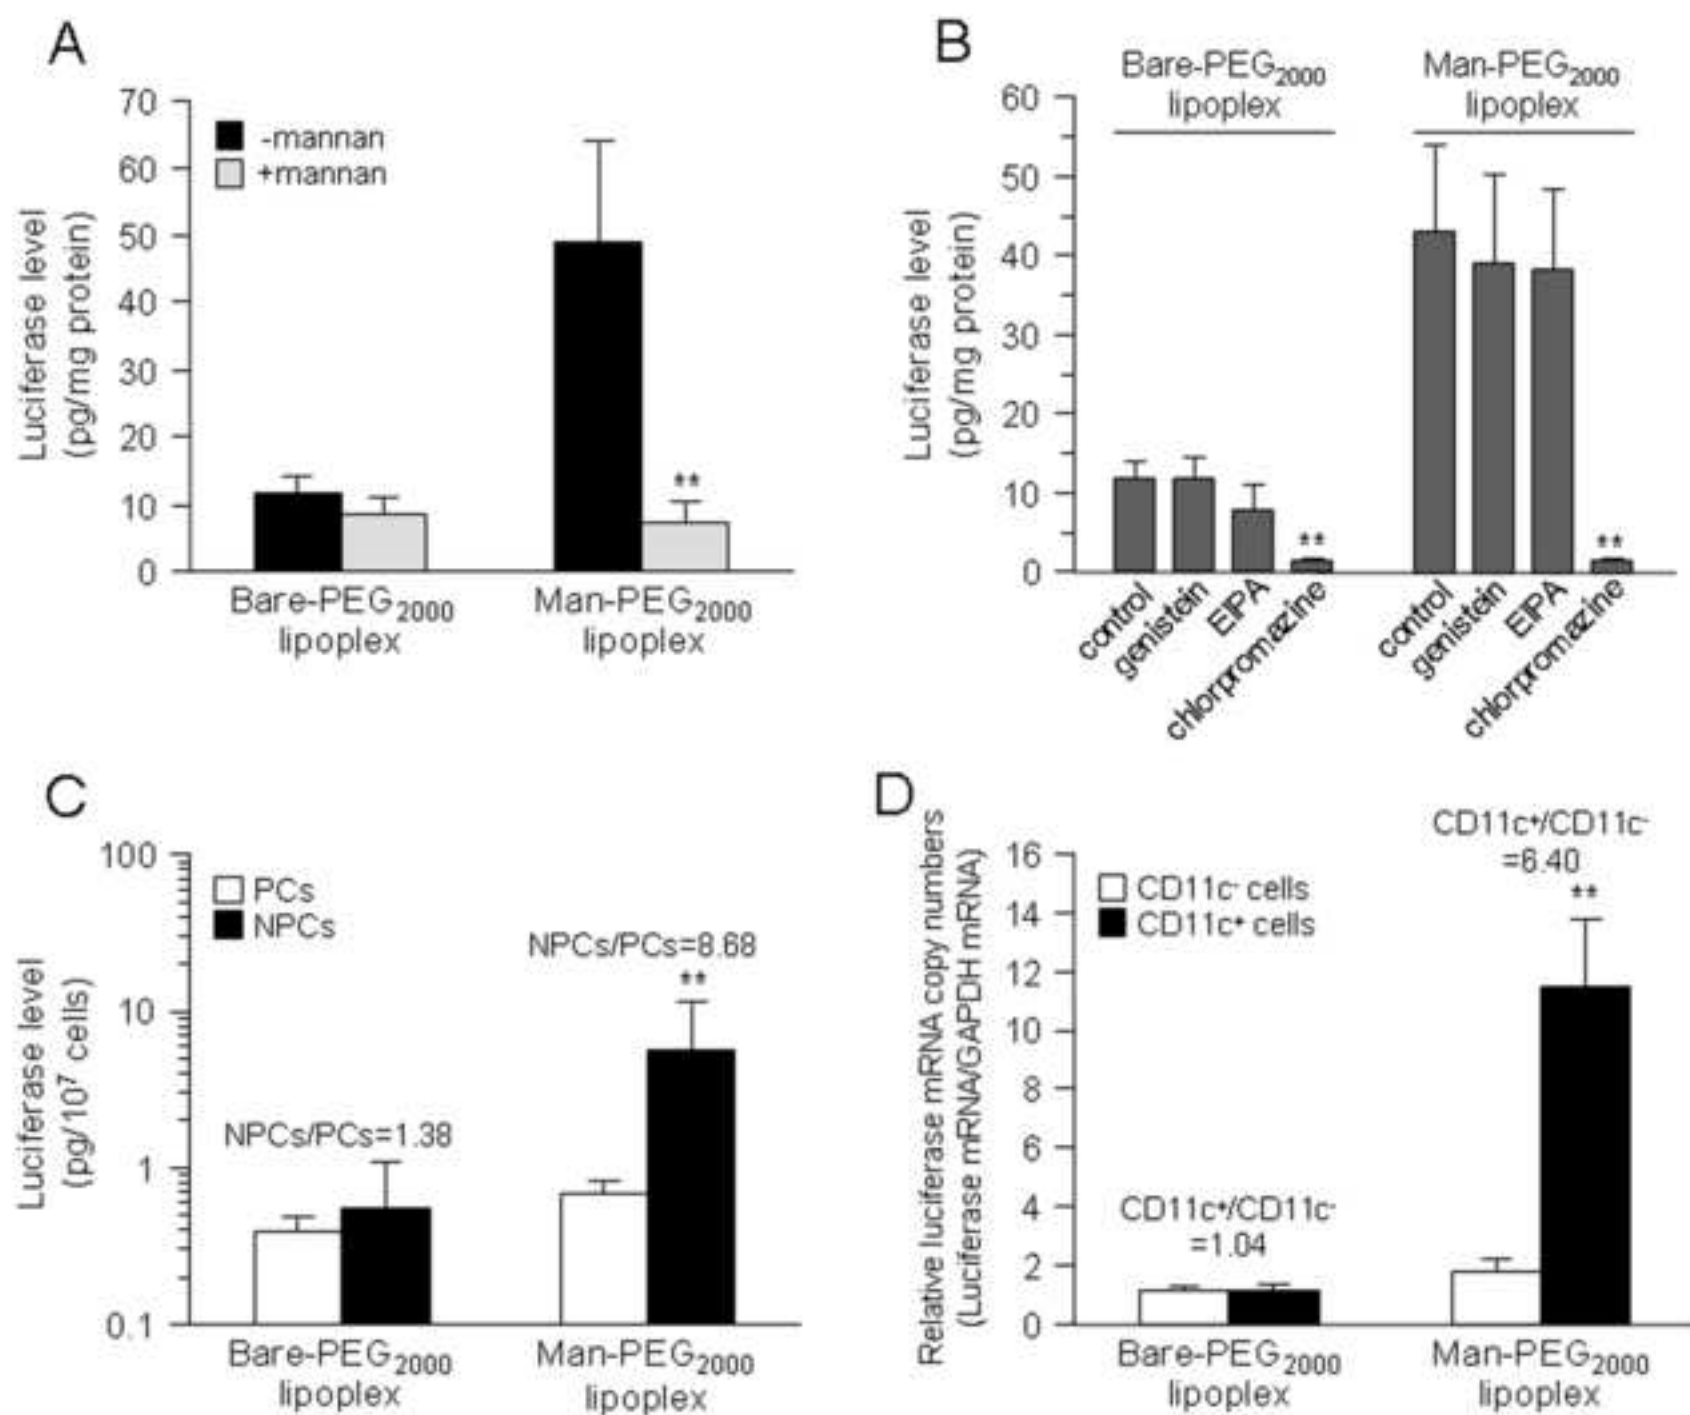 A
Luciferase level
(pg/mg protein)
70
60
50
40
30
20
10
0
-mannan
+mannan
**
Bare-PEG2000
lipoplex
Man-PEG2000
lipoplex
B
Bare-PEG2000
lipoplex
Man-PEG2000
lipoplex
Luciferase level
(pg/mg protein)
60
50
40
30
20
10
0
**
**
control
genistein
EIPA
chlorpromazine
control
genistein
EIPA
chlorpromazine
C
Luciferase level
(pg/10⁷ cells)
100
10
1
0.1
PCs
NPCs
NPCs/PCs=1.38
NPCs/PCs=8.68
**
Bare-PEG2000
lipoplex
Man-PEG2000
lipoplex
D
Relative luciferase mRNA copy numbers
(Luciferase mRNA/GAPDH mRNA)
16
14
12
10
8
6
4
2
0
CD11c⁻ cells
CD11c⁺ cells
CD11c⁺/CD11c⁻
=1.04
CD11c⁺/CD11c⁻
=6.40
**
Bare-PEG2000
lipoplex
Man-PEG2000
lipoplex